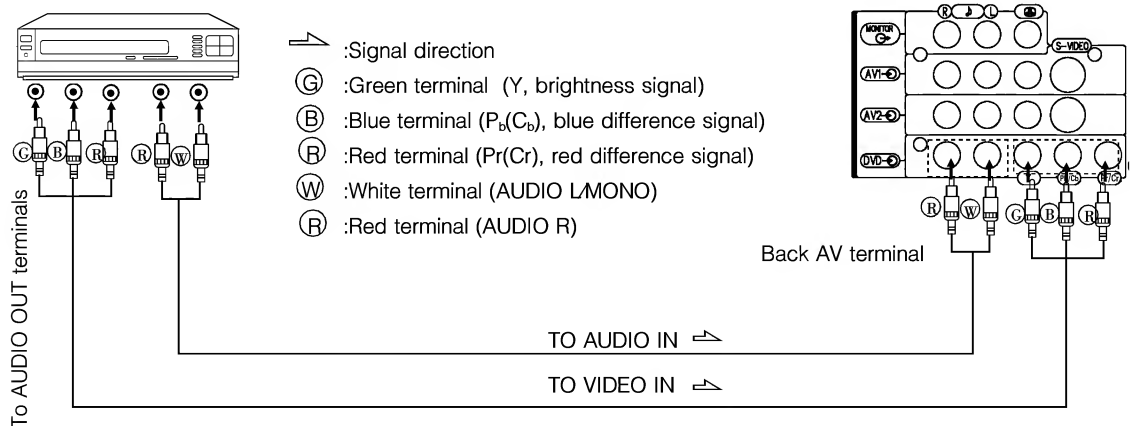 :Signal direction
G :Green terminal (Y, brightness signal)
B :Blue terminal (Pb(Cb), blue difference signal)
R :Red terminal (Pr(Cr), red difference signal)
W :White terminal (AUDIO L/MONO)
R :Red terminal (AUDIO R)
G B R R W
To AUDIO OUT terminals
R L
MONITOR
S-VIDEO
AV1
AV2
DVD
Pb/Cb Pr/Cr
R W G B R
Back AV terminal
TO AUDIO IN
TO VIDEO IN